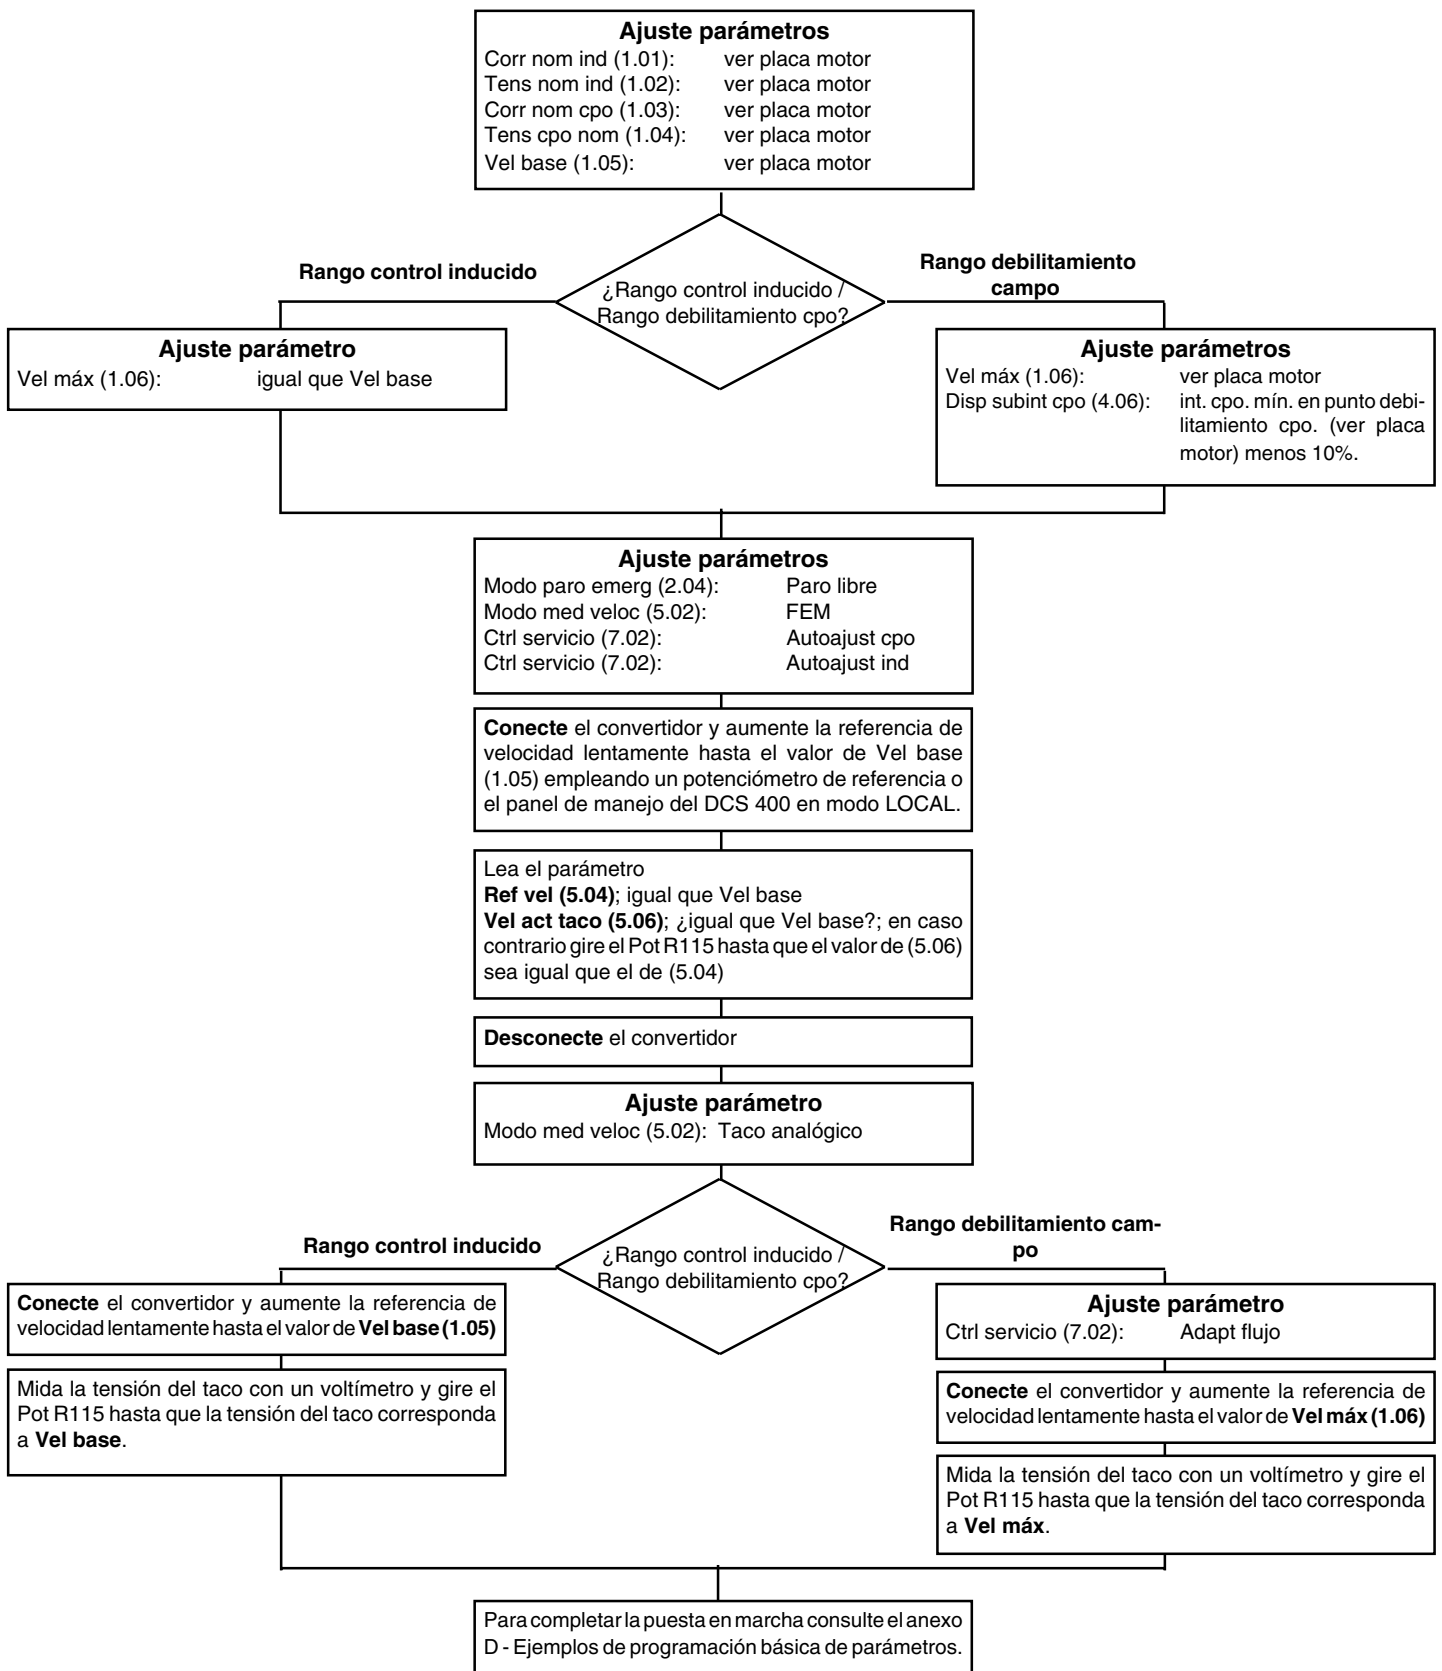 Ajuste parámetros
Corr nom ind (1.01): ver placa motor
Tens nom ind (1.02): ver placa motor
Corr nom cpo (1.03): ver placa motor
Tens cpo nom (1.04): ver placa motor
Vel base (1.05): ver placa motor
¿Rango control inducido /
Rango debilitamiento cpo?
Rango control inducido
Rango debilitamiento
campo
Ajuste parámetro
Vel máx (1.06): igual que Vel base
Ajuste parámetros
Vel máx (1.06): ver placa motor
Disp subint cpo (4.06): int. cpo. mín. en punto debi-
litamiento cpo. (ver placa
motor) menos 10%.
Ajuste parámetros
Modo paro emerg (2.04): Paro libre
Modo med veloc (5.02): FEM
Ctrl servicio (7.02): Autoajust cpo
Ctrl servicio (7.02): Autoajust ind
Conecte el convertidor y aumente la referencia de
velocidad lentamente hasta el valor de Vel base
(1.05) empleando un potenciómetro de referencia o
el panel de manejo del DCS 400 en modo LOCAL.
Lea el parámetro
Ref vel (5.04); igual que Vel base
Vel act taco (5.06); ¿igual que Vel base?; en caso
contrario gire el Pot R115 hasta que el valor de (5.06)
sea igual que el de (5.04)
Desconecte el convertidor
Ajuste parámetro
Modo med veloc (5.02): Taco analógico
¿Rango control inducido /
Rango debilitamiento cpo?
Rango control inducido
Rango debilitamiento cam-
po
Conecte el convertidor y aumente la referencia de
velocidad lentamente hasta el valor de Vel base (1.05)
Mida la tensión del taco con un voltímetro y gire el
Pot R115 hasta que la tensión del taco corresponda
a Vel base.
Ajuste parámetro
Ctrl servicio (7.02): Adapt flujo
Conecte el convertidor y aumente la referencia de
velocidad lentamente hasta el valor de Vel máx (1.06)
Mida la tensión del taco con un voltímetro y gire el
Pot R115 hasta que la tensión del taco corresponda
a Vel máx.
Para completar la puesta en marcha consulte el anexo
D - Ejemplos de programación básica de parámetros.